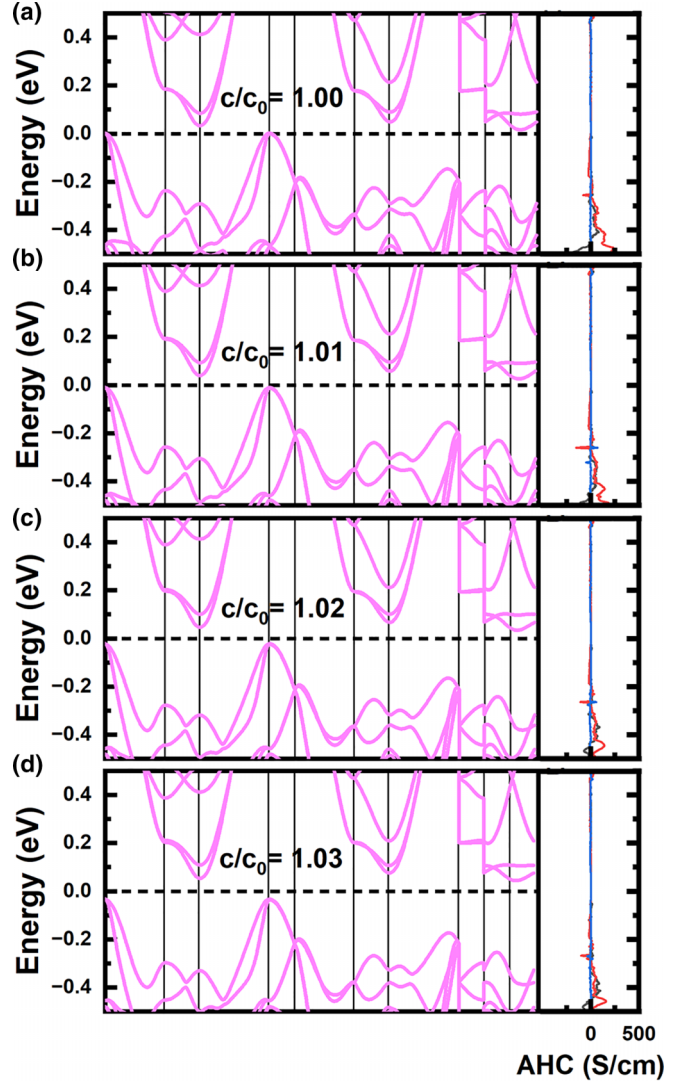 (a)
Energy (eV)
0.4
0.2
0.0
−0.2
−0.4
c/c₀= 1.00
(b)
Energy (eV)
0.4
0.2
0.0
−0.2
−0.4
c/c₀= 1.01
(c)
Energy (eV)
0.4
0.2
0.0
−0.2
−0.4
c/c₀= 1.02
(d)
Energy (eV)
0.4
0.2
0.0
−0.2
−0.4
c/c₀= 1.03
0 500
AHC (S/cm)